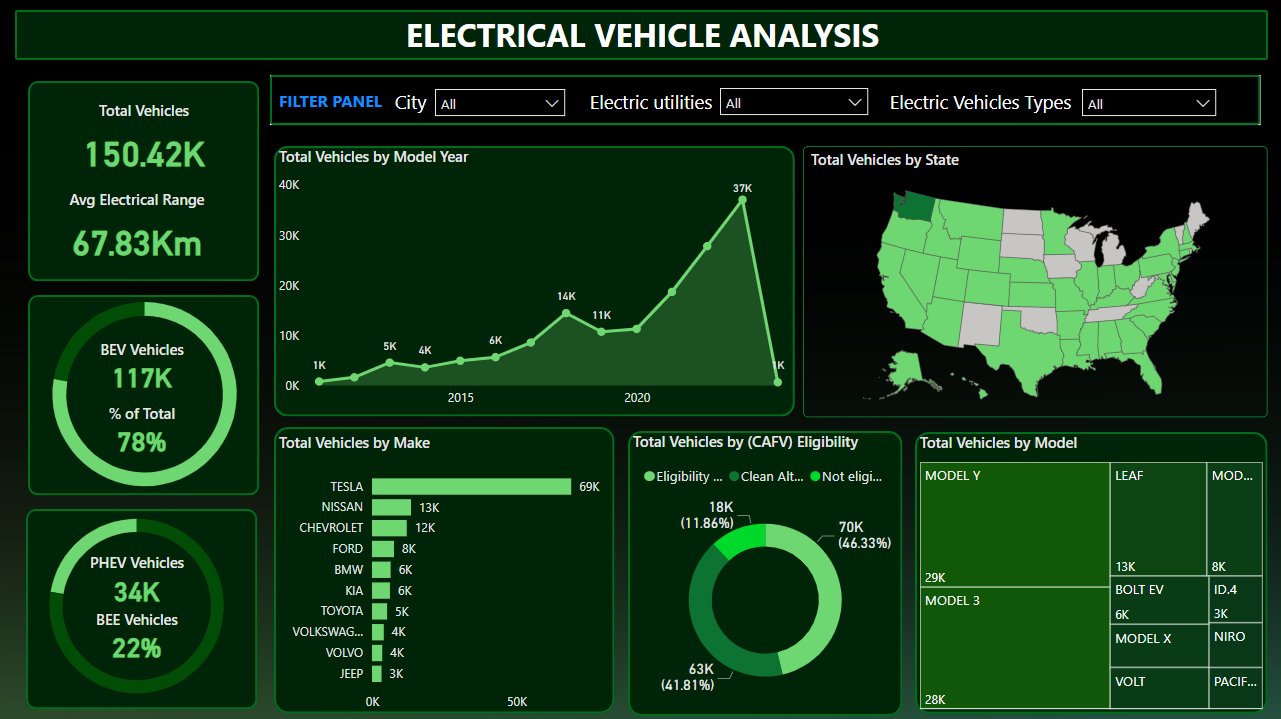 ELECTRICAL VEHICLE ANALYSIS
FILTER PANEL City All Electric utilities All Electric Vehicles Types All
Total Vehicles
150.42K
Avg Electrical Range
67.83Km
BEV Vehicles
117K
% of Total
78%
PHEV Vehicles
34K
BEE Vehicles
22%
Total Vehicles by Model Year
40K
30K
20K
10K
0K
1K
5K
4K
6K
14K
11K
37K
1K
2015 2020
Total Vehicles by State
Total Vehicles by Make
TESLA 69K
NISSAN 13K
CHEVROLET 12K
FORD 8K
BMW 6K
KIA 6K
TOYOTA 5K
VOLKSWAG... 4K
VOLVO 4K
JEEP 3K
0K 50K
Total Vehicles by (CAFV) Eligibility
Eligibility ... Clean Alt... Not eligi...
18K
(11.86%)
70K
(46.33%)
63K
(41.81%)
Total Vehicles by Model
MODEL Y
29K
MODEL 3
28K
LEAF
13K
MOD...
8K
BOLT EV
6K
ID.4
3K
MODEL X
NIRO
VOLT
PACIF...